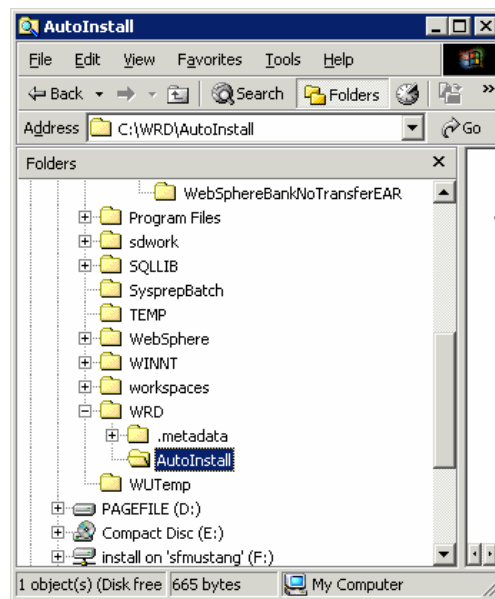 AutoInstall
File Edit View Favorites Tools Help
Back Search Folders »
Address C:\WRD\AutoInstall Go
Folders x
WebSphereBankNoTransferEAR
Program Files
sdwork
SQLLIB
SysprepBatch
TEMP
WebSphere
WINNT
workspaces
WRD
.metadata
AutoInstall
WUTemp
PAGEFILE (D:)
Compact Disc (E:)
install on 'sfmustang' (F:)
1 object(s) (Disk free 665 bytes My Computer